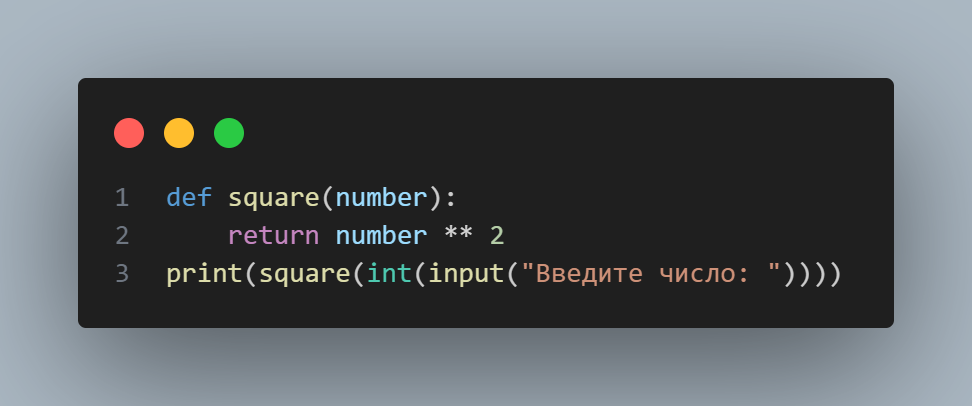 1 def square(number):
2     return number ** 2
3 print(square(int(input("Введите число: "))))